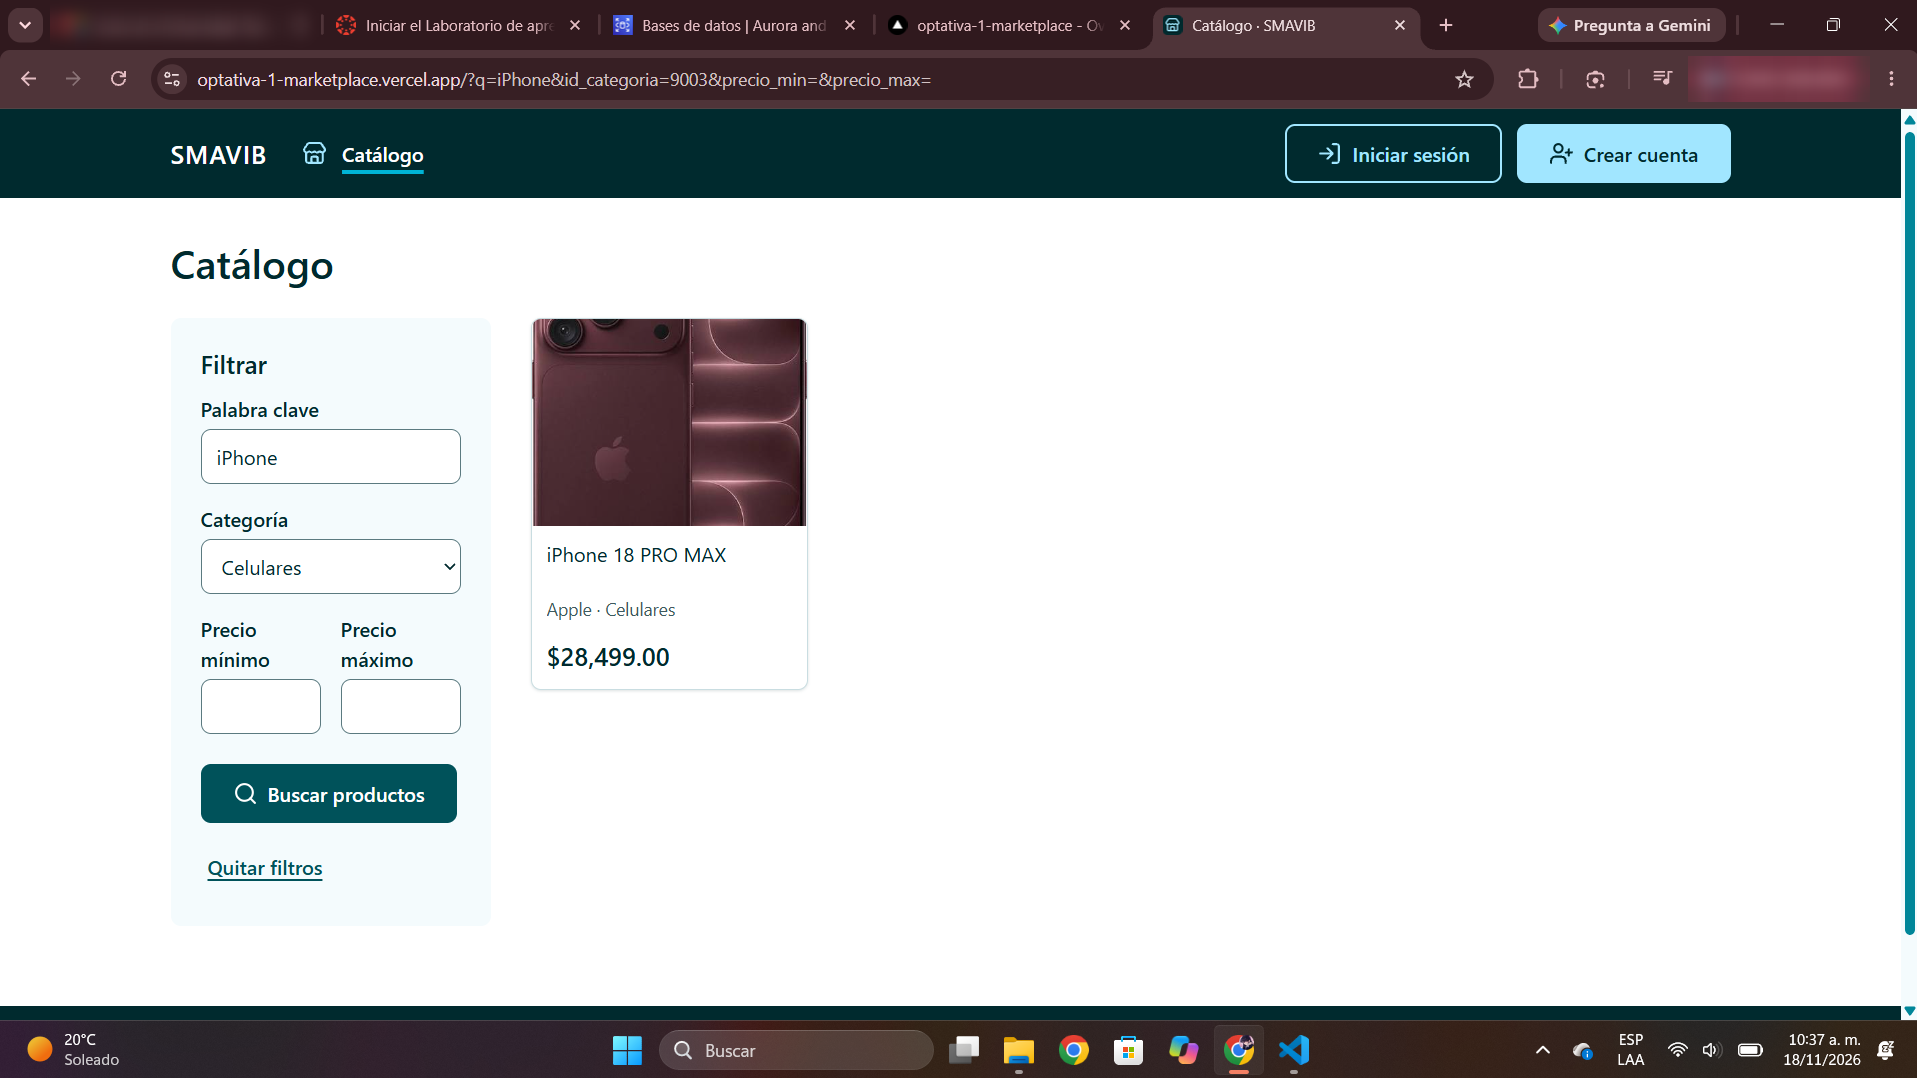 Iniciar el Laboratorio de apre
Bases de datos | Aurora and
optativa-1-marketplace - Ov
Catálogo · SMAVIB
Pregunta a Gemini
optativa-1-marketplace.vercel.app/?q=iPhone&id_categoria=9003&precio_min=&precio_max=
SMAVIB
Catálogo
Iniciar sesión
Crear cuenta
Catálogo
Filtrar
Palabra clave
iPhone
Categoría
Celulares
Precio mínimo
Precio máximo
Buscar productos
Quitar filtros
iPhone 18 PRO MAX
Apple · Celulares
$28,499.00
20°C
Soleado
Buscar
ESP
LAA
10:37 a. m.
18/11/2026